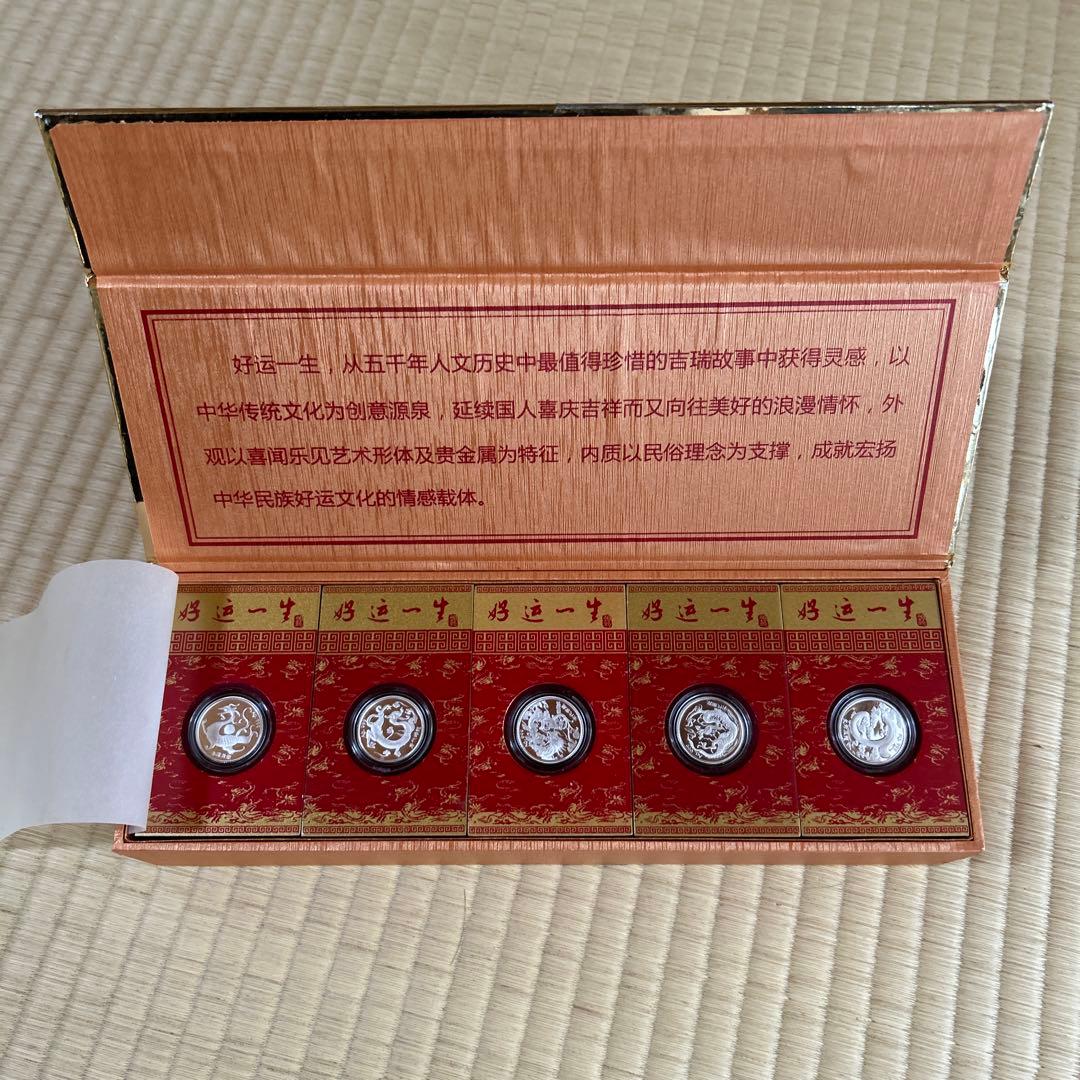 好运一生，从五千年人文历史中最值得珍惜的吉瑞故事中获得灵感，以
中华传统文化为创意源泉，延续国人喜庆吉祥而又向往美好的浪漫情怀，外
观以喜闻乐见艺术形体及贵金属为特征，内质以民俗理念为支撑，成就宏扬
中华民族好运文化的情感载体。
好运一生
好运一生
好运一生
好运一生
好运一生